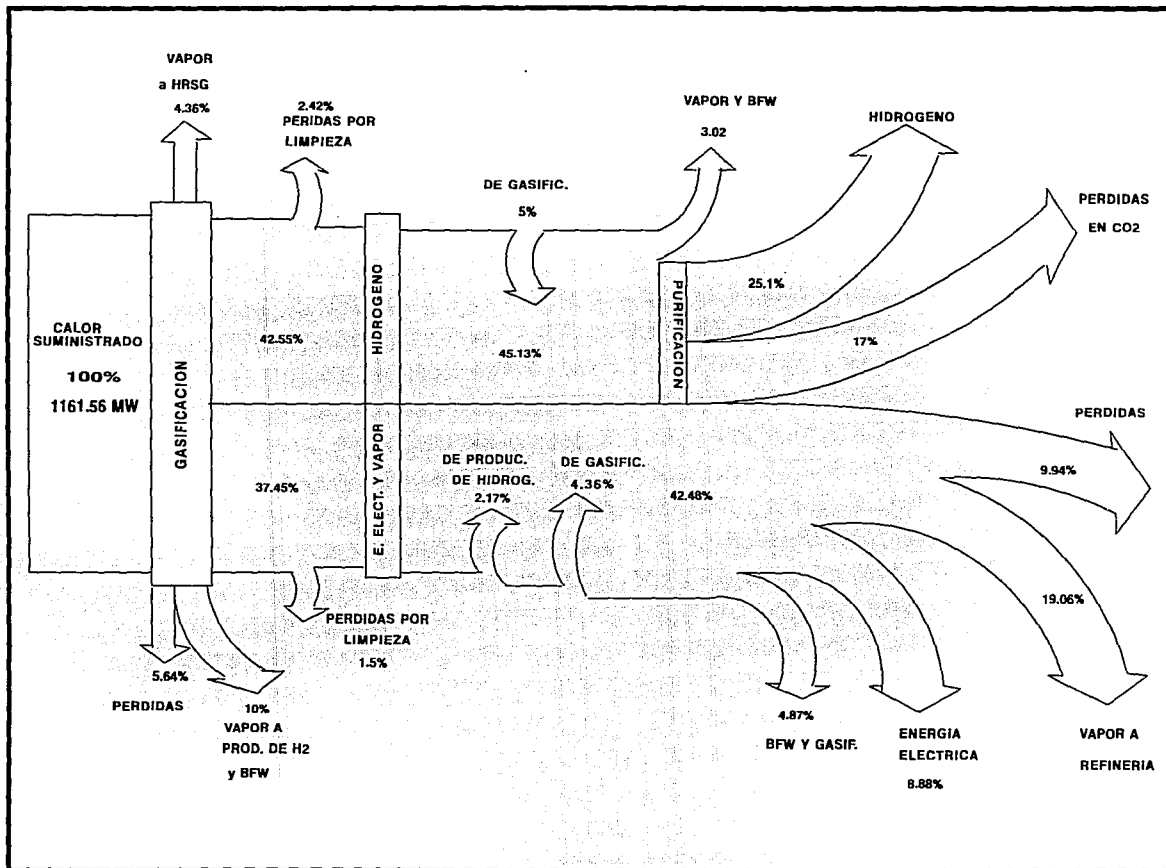 VAPOR
a HRSG
4.36%
2.42%
PERIDAS POR
LIMPIEZA
DE GASIFIC.
5%
VAPOR Y BFW
3.02
HIDROGENO
PERDIDAS
EN CO2
CALOR
SUMINISTRADO
100%
1161.56 MW
GASIFICACION
42.55%
HIDROGENO
45.13%
PURIFICACION
25.1%
17%
37.45%
E. ELECT. Y VAPOR
DE PRODUC.
DE HIDROG.
2.17%
DE GASIFIC.
4.36%
42.48%
PERDIDAS
9.94%
19.06%
5.64%
PERDIDAS
10%
VAPOR A
PROD. DE H2
y BFW
PERDIDAS POR
LIMPIEZA
1.5%
4.87%
BFW Y GASIF.
ENERGIA
ELECTRICA
8.88%
VAPOR A
REFINERIA